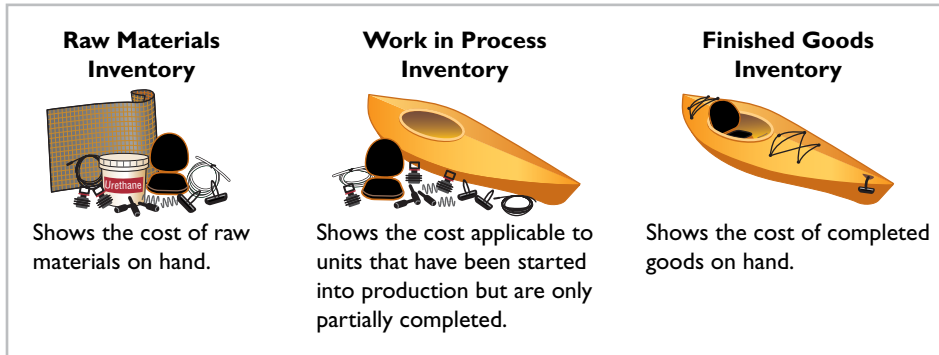 Raw Materials
Inventory
Urethane
Shows the cost of raw
materials on hand.
Work in Process
Inventory
Shows the cost applicable to
units that have been started
into production but are only
partially completed.
Finished Goods
Inventory
Shows the cost of completed
goods on hand.